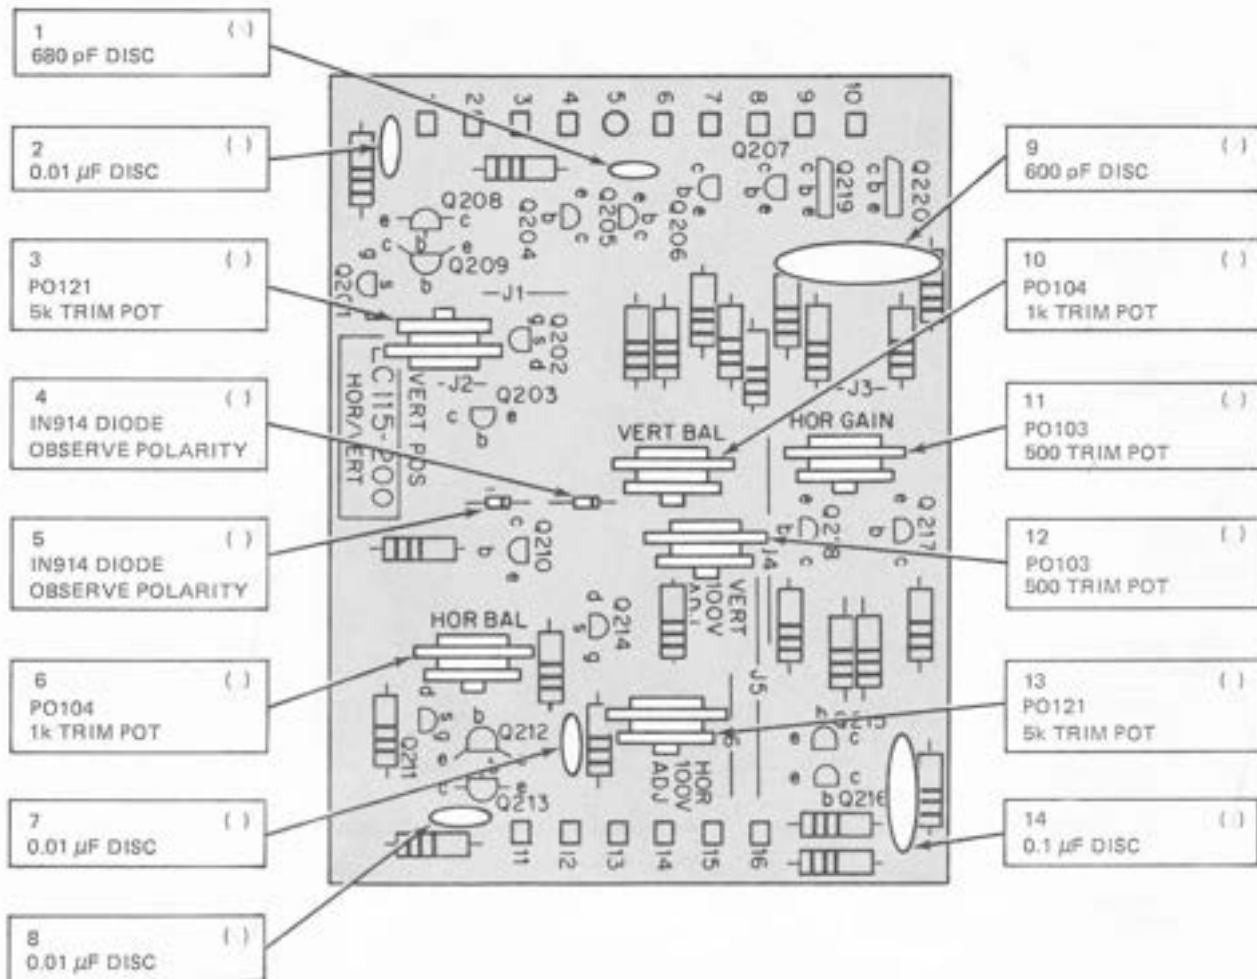 1 ( )
680 pF DISC
2 ( )
0.01 µF DISC
3 ( )
PO121
5k TRIM POT
4 ( )
IN914 DIODE
OBSERVE POLARITY
5 ( )
IN914 DIODE
OBSERVE POLARITY
6 ( )
PO104
1k TRIM POT
7 ( )
0.01 µF DISC
8 ( )
0.01 µF DISC
1 2 3 4 5 6 7 8 9 10
Q207
c b e
c b e
c b e Q219
c b e Q220
e Q208 c
c e
b Q209
Q204 b e c
Q205 e b c
Q206
g s
J1
g s d Q202
J2
Q203
c e
b
LC115-200
HOR/VERT
VERT POS
J3
VERT BAL
HOR GAIN
c b e Q210
e b c
e b c Q217
J4
VERT
100V
d s g Q214
HOR BAL
J5
d s g Q211
b Q212
e
Q213
HOR
100V
ADJ
e c
e c
b Q216
11 12 13 14 15 16
9 ( )
600 pF DISC
10 ( )
PO104
1k TRIM POT
11 ( )
PO103
500 TRIM POT
12 ( )
PO103
500 TRIM POT
13 ( )
PO121
5k TRIM POT
14 ( )
0.1 µF DISC